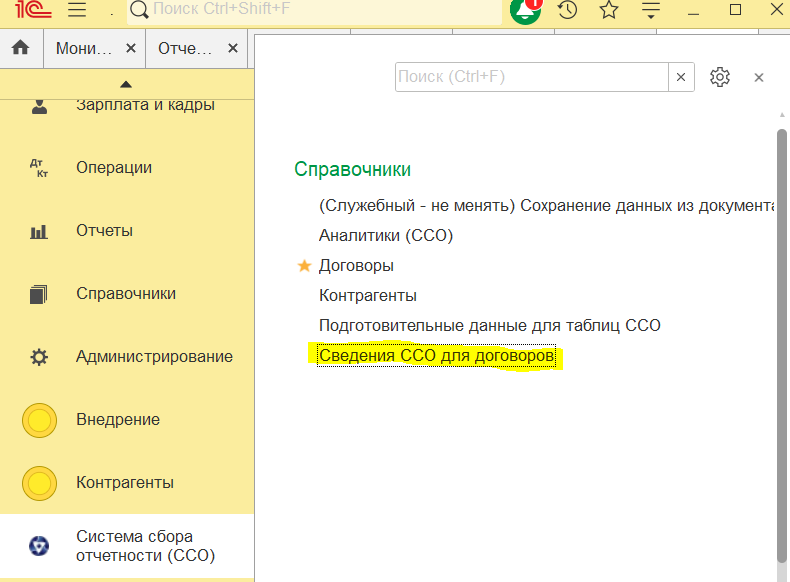 1С
Поиск Ctrl+Shift+F
1
Мони...
Отче...
Поиск (Ctrl+F)
Зарплата и кадры
Дт
Кт
Операции
Отчеты
Справочники
Администрирование
Внедрение
Контрагенты
Система сбора
отчетности (ССО)
Справочники
(Служебный - не менять) Сохранение данных из документа
Аналитики (ССО)
Договоры
Контрагенты
Подготовительные данные для таблиц ССО
Сведения ССО для договоров